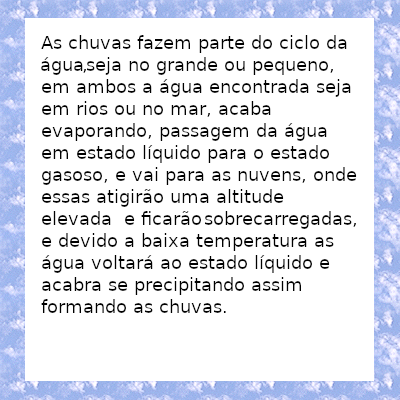 As chuvas fazem parte do ciclo da
água,seja no grande ou pequeno,
em ambos a água encontrada seja
em rios ou no mar, acaba
evaporando, passagem da água
em estado líquido para o estado
gasoso, e vai para as nuvens, onde
essas atigirão uma altitude
elevada  e ficarão sobrecarregadas,
e devido a baixa temperatura as
água voltará ao estado líquido e
acabra se precipitando assim
formando as chuvas.